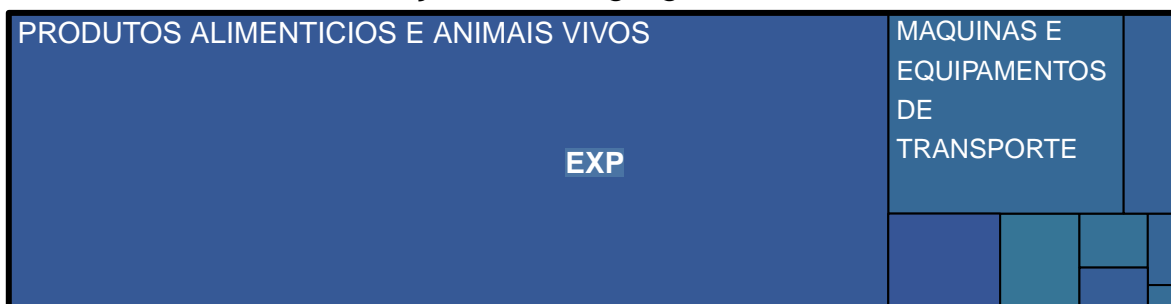 PRODUTOS ALIMENTICIOS E ANIMAIS VIVOS
MAQUINAS E
EQUIPAMENTOS
DE
TRANSPORTE
EXP